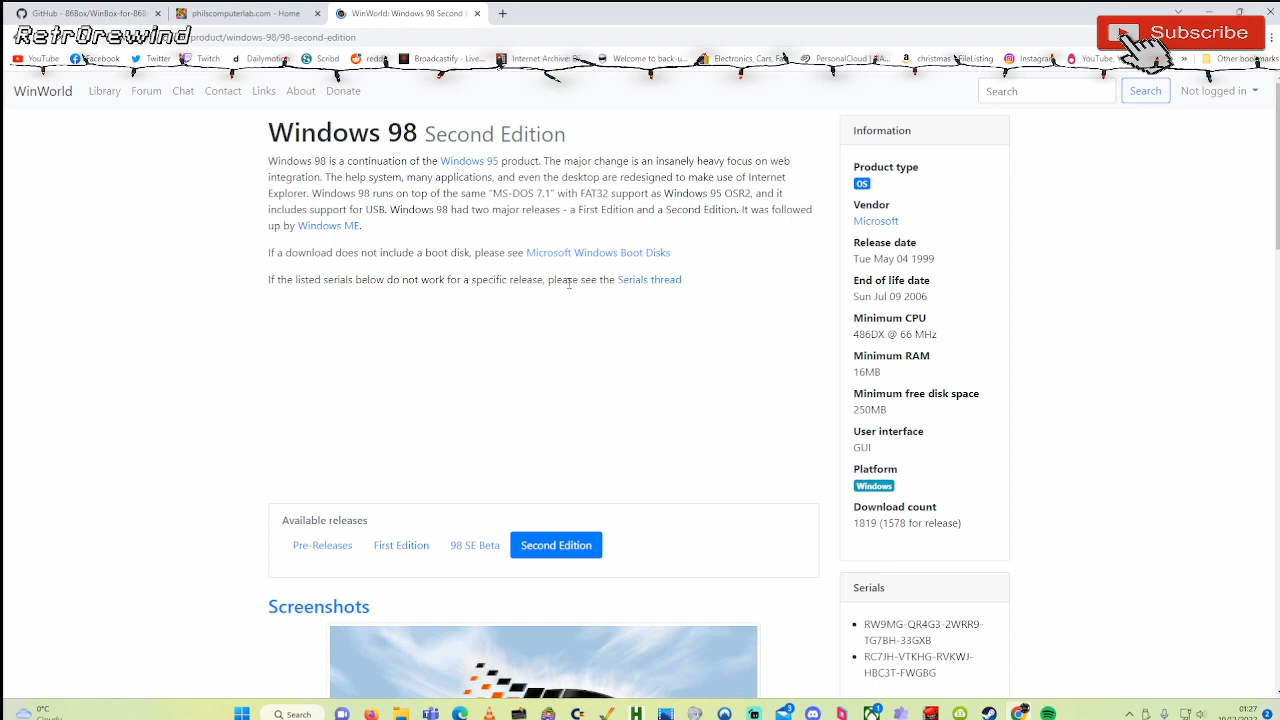 GitHub - 86Box/WinBox-for-86B
philscomputerlab.com - Home
WinWorld: Windows 98 Second E
RetrOrewind
product/windows-98/98-second-edition
Subscribe
YouTube
Facebook
Twitter
Twitch
Dailymotion
Scribd
reddit
Broadcastify - Live...
Internet Archive: Di
Welcome to back-u...
Electronics, Cars, Fa
PersonalCloud
christmas
FileListing
Instagram
YouTube,
Other bookmarks
WinWorld
Library
Forum
Chat
Contact
Links
About
Donate
Search
Search
Not logged in
Windows 98 Second Edition
Windows 98 is a continuation of the Windows 95 product. The major change is an insanely heavy focus on web
integration. The help system, many applications, and even the desktop are redesigned to make use of Internet
Explorer. Windows 98 runs on top of the same "MS-DOS 7.1" with FAT32 support as Windows 95 OSR2, and it
includes support for USB. Windows 98 had two major releases - a First Edition and a Second Edition. It was followed
up by Windows ME.
If a download does not include a boot disk, please see Microsoft Windows Boot Disks
If the listed serials below do not work for a specific release, please see the Serials thread
Available releases
Pre-Releases
First Edition
98 SE Beta
Second Edition
Screenshots
Information
Product type
OS
Vendor
Microsoft
Release date
Tue May 04 1999
End of life date
Sun Jul 09 2006
Minimum CPU
486DX @ 66 MHz
Minimum RAM
16MB
Minimum free disk space
250MB
User interface
GUI
Platform
Windows
Download count
1819 (1578 for release)
Serials
RW9MG-QR4G3-2WRR9-
TG7BH-33GXB
RC7JH-VTKHG-RVKWJ-
HBC3T-FWGBG
0°C
Cloudy
Search
3
1
01:27
2